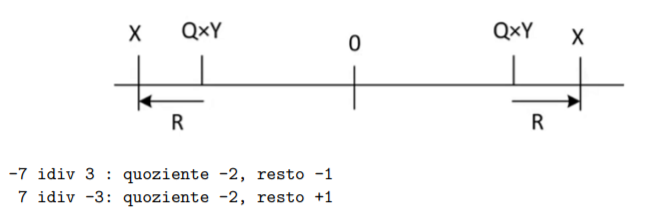 X Q×Y 0 Q×Y X
R R
-7 idiv 3 : quoziente -2, resto -1
7 idiv -3: quoziente -2, resto +1